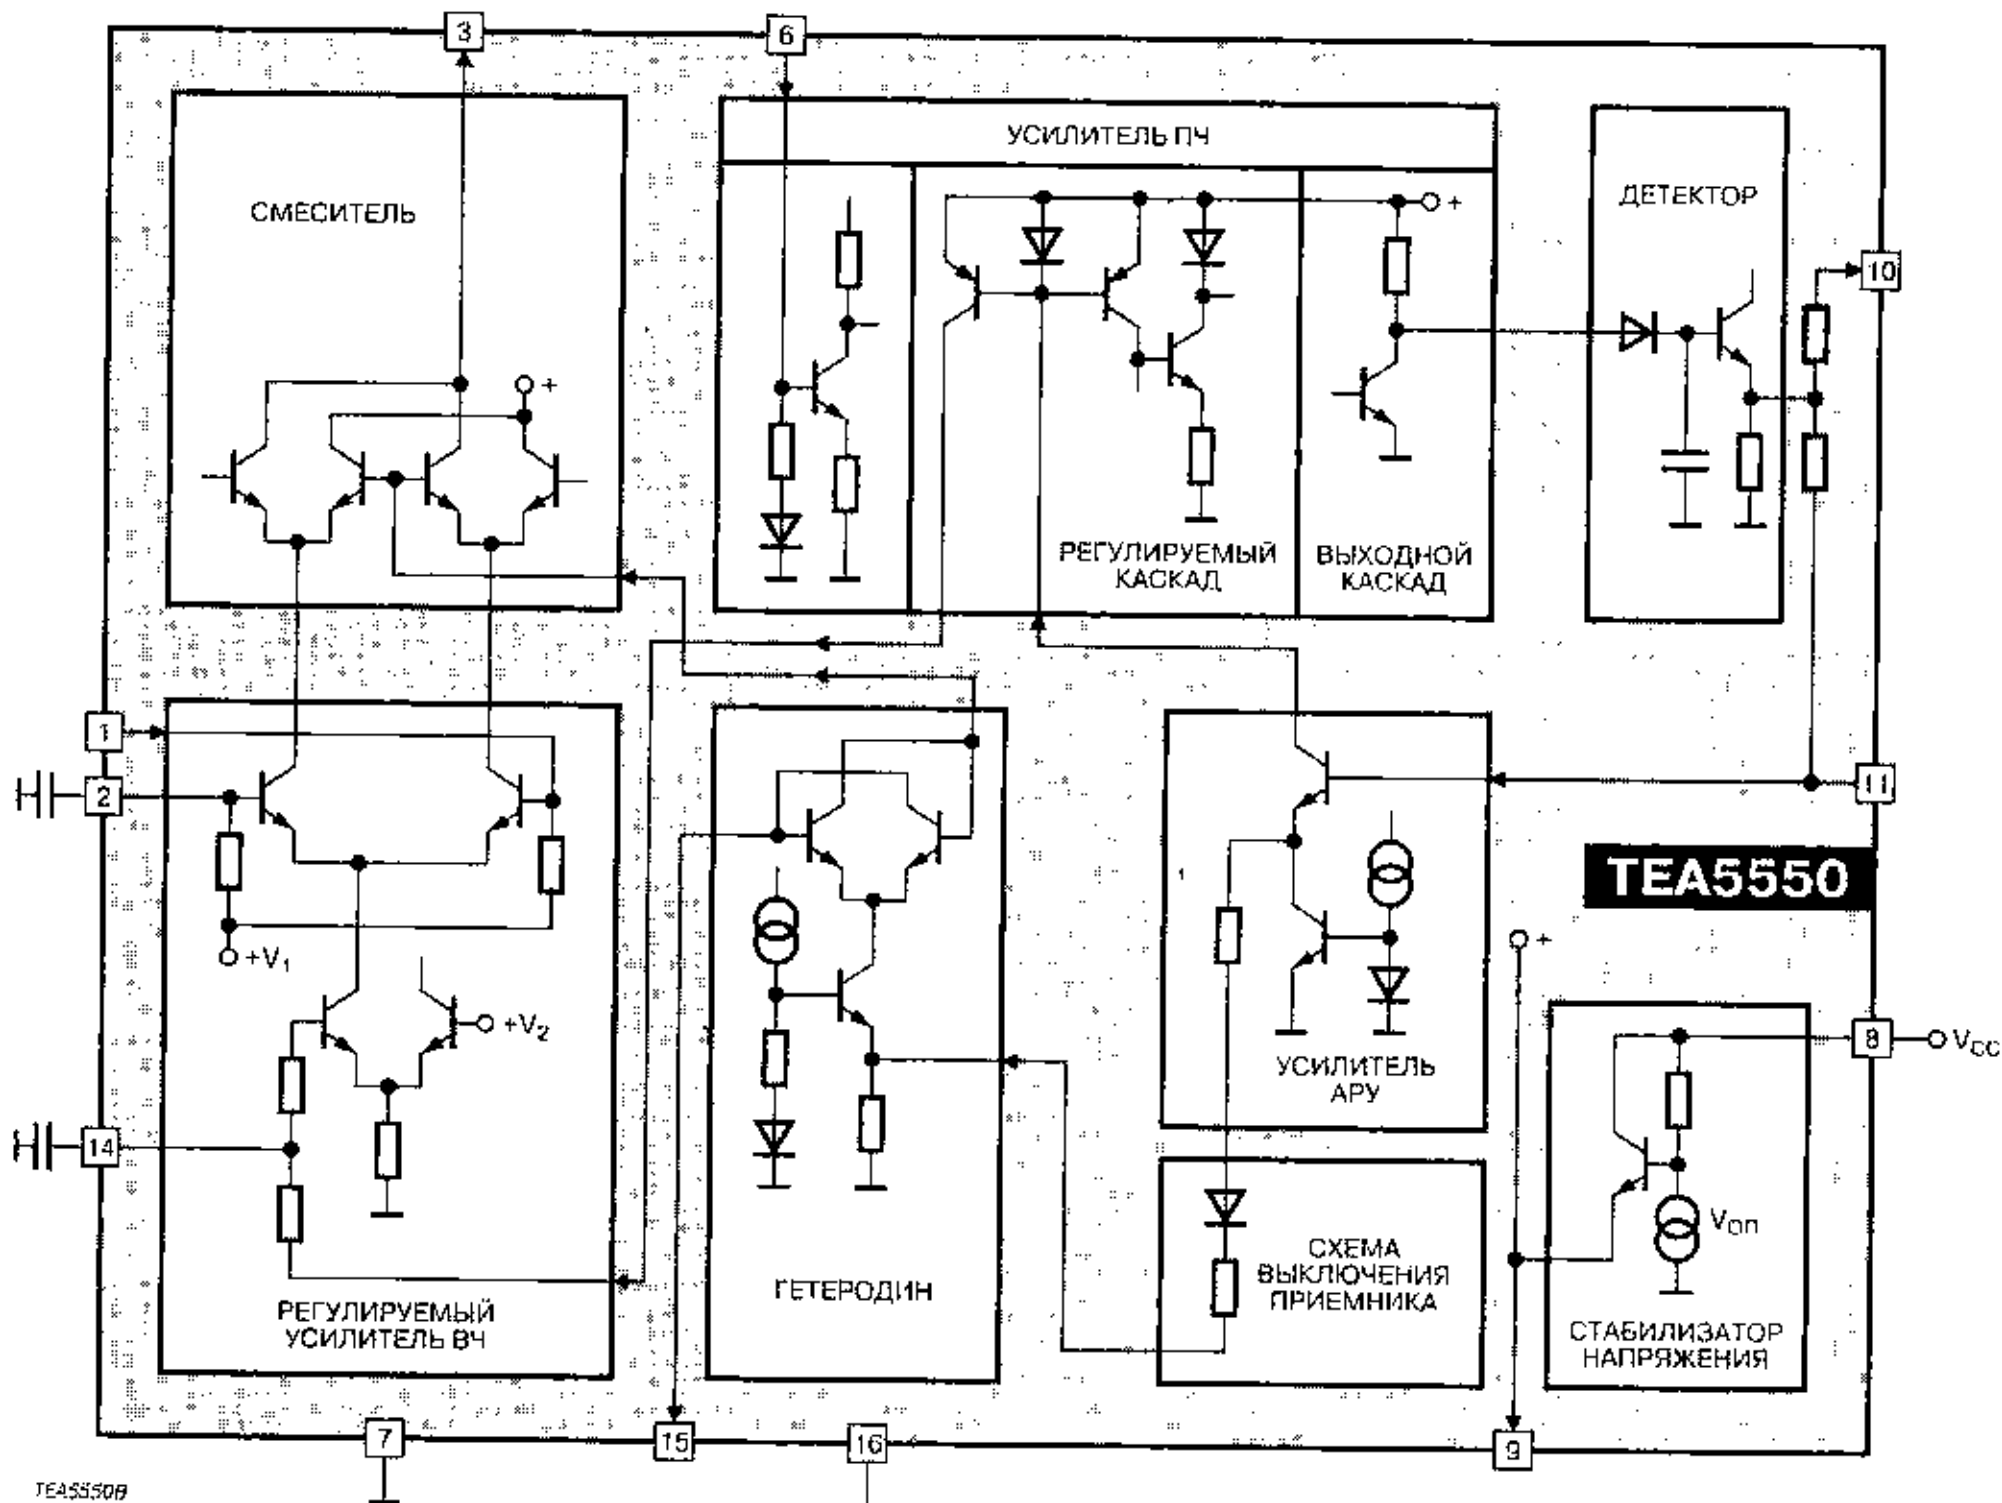 3
6
УСИЛИТЕЛЬ ПЧ
СМЕСИТЕЛЬ
+
ДЕТЕКТОР
10
+
РЕГУЛИРУЕМЫЙ
КАСКАД
ВЫХОДНОЙ
КАСКАД
1
2
11
TEA5550
+V1
+
+V2
8
VCC
УСИЛИТЕЛЬ
АРУ
14
VОП
СХЕМА
ВЫКЛЮЧЕНИЯ
ПРИЕМНИКА
ГЕТЕРОДИН
РЕГУЛИРУЕМЫЙ
УСИЛИТЕЛЬ ВЧ
СТАБИЛИЗАТОР
НАПРЯЖЕНИЯ
7
15
16
9
TEA5550B